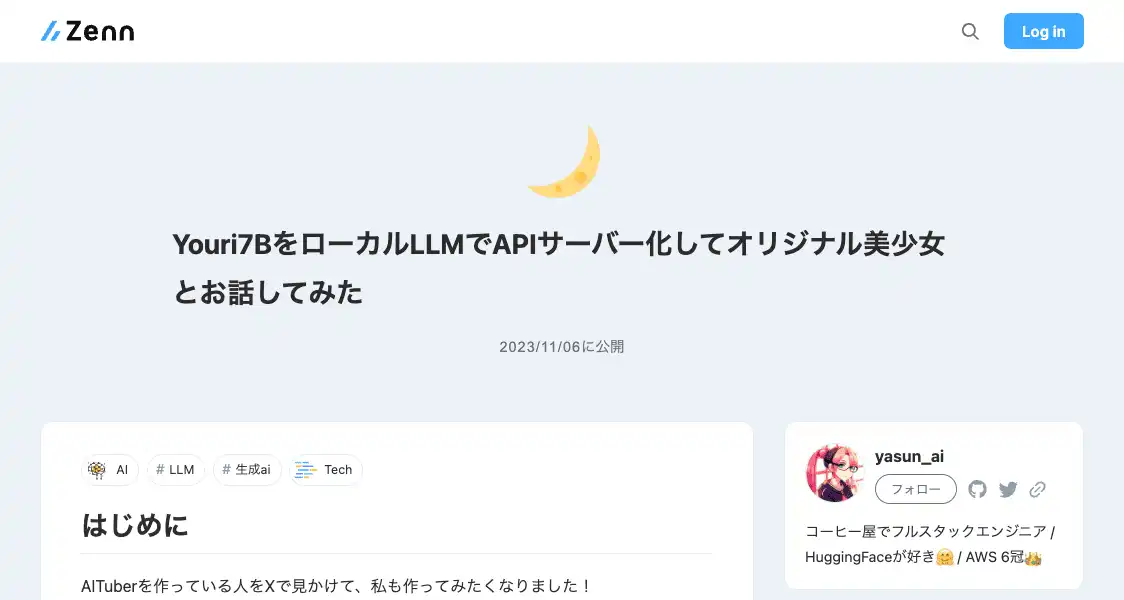 Zenn
Log in
Youri7BをローカルLLMでAPIサーバー化してオリジナル美少女
とお話してみた
2023/11/06に公開
AI
# LLM
# 生成ai
Tech
はじめに
AITuberを作っている人をXで見かけて、私も作ってみたくなりました！
yasun_ai
フォロー
コーヒー屋でフルスタックエンジニア /
HuggingFaceが好き🤗 / AWS 6冠👑